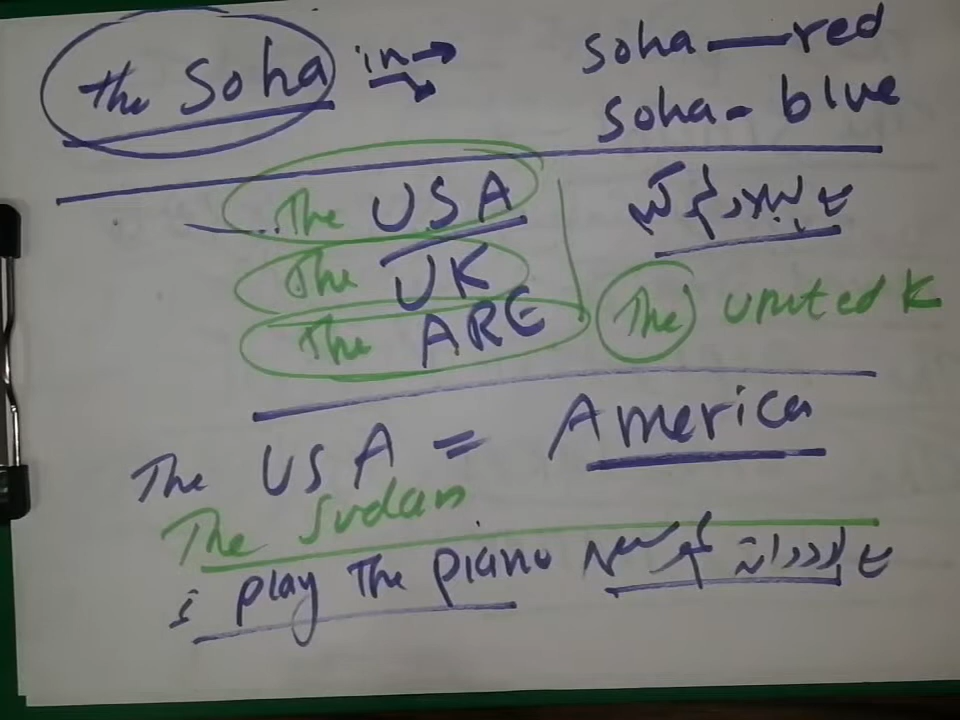 the Soha in→ soha — red
→ soha - blue
The USA
The UK
The ARE The United K
The USA = America
The Sudan
i play The piano